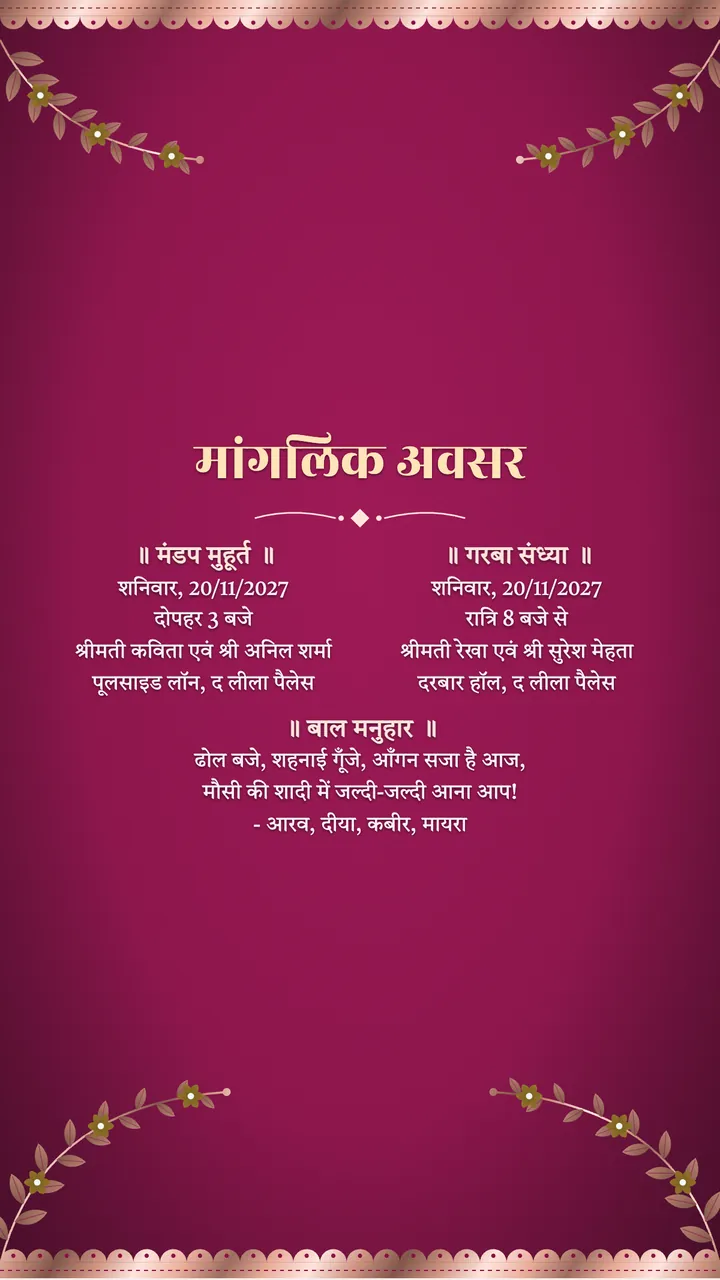 मांगलिक अवसर
॥ मंडप मुहूर्त ॥
शनिवार, 20/11/2027
दोपहर 3 बजे
श्रीमती कविता एवं श्री अनिल शर्मा
पूलसाइड लॉन, द लीला पैलेस
॥ गरबा संध्या ॥
शनिवार, 20/11/2027
रात्रि 8 बजे से
श्रीमती रेखा एवं श्री सुरेश मेहता
दरबार हॉल, द लीला पैलेस
॥ बाल मनुहार ॥
ढोल बजे, शहनाई गूँजे, आँगन सजा है आज,
मौसी की शादी में जल्दी-जल्दी आना आप!
- आरव, दीया, कबीर, मायरा